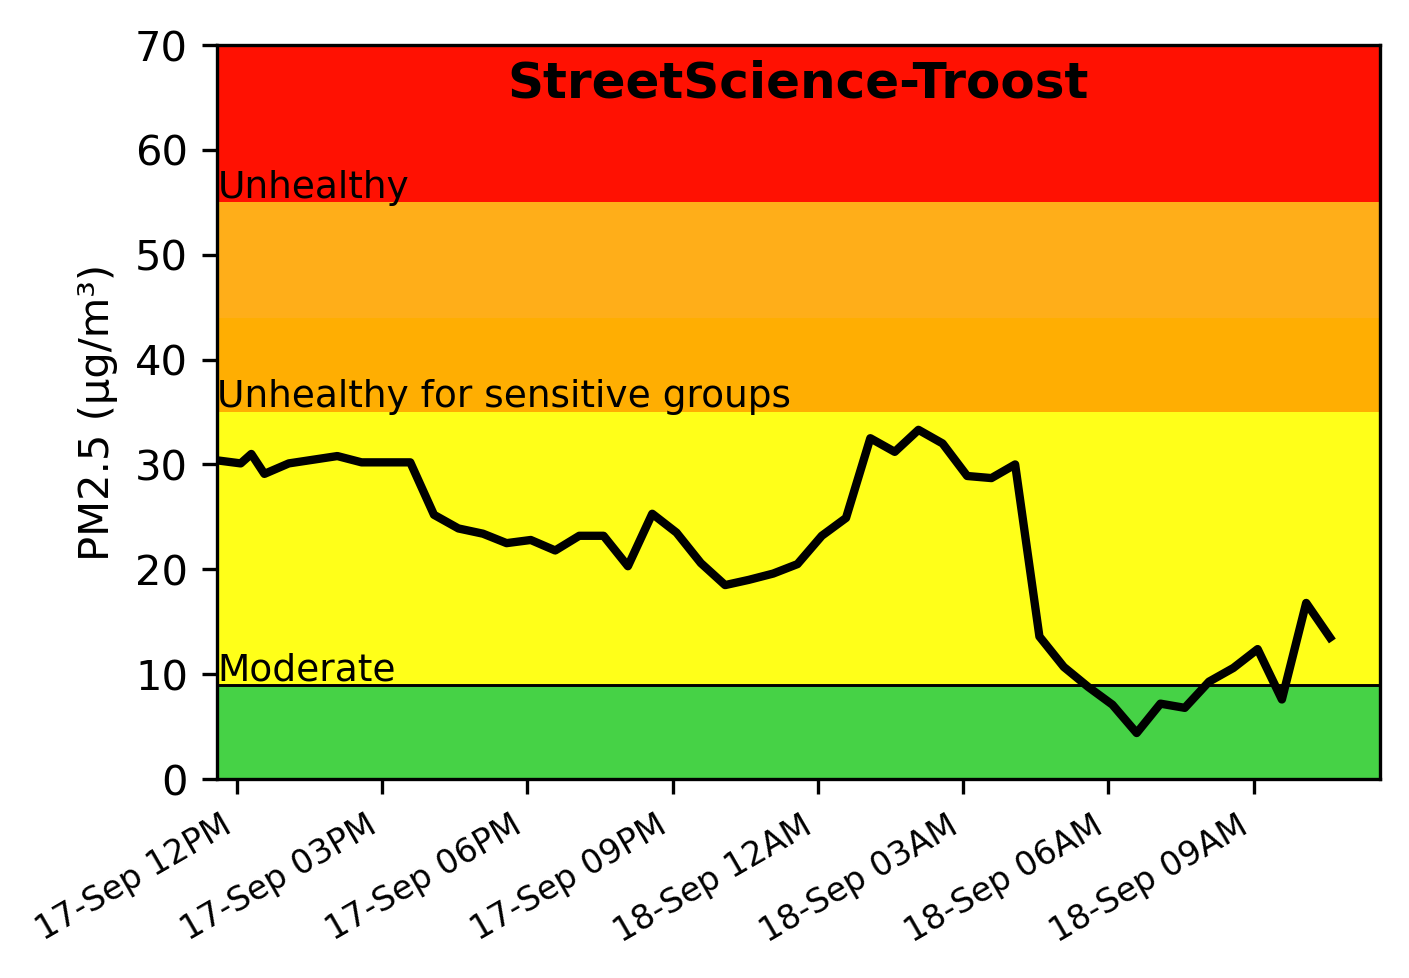 StreetScience-Troost
70
60
Unhealthy
50
40
Unhealthy for sensitive groups
30
20
10
Moderate
0
PM2.5 (µg/m³)
17-Sep 12PM
17-Sep 03PM
17-Sep 06PM
17-Sep 09PM
18-Sep 12AM
18-Sep 03AM
18-Sep 06AM
18-Sep 09AM